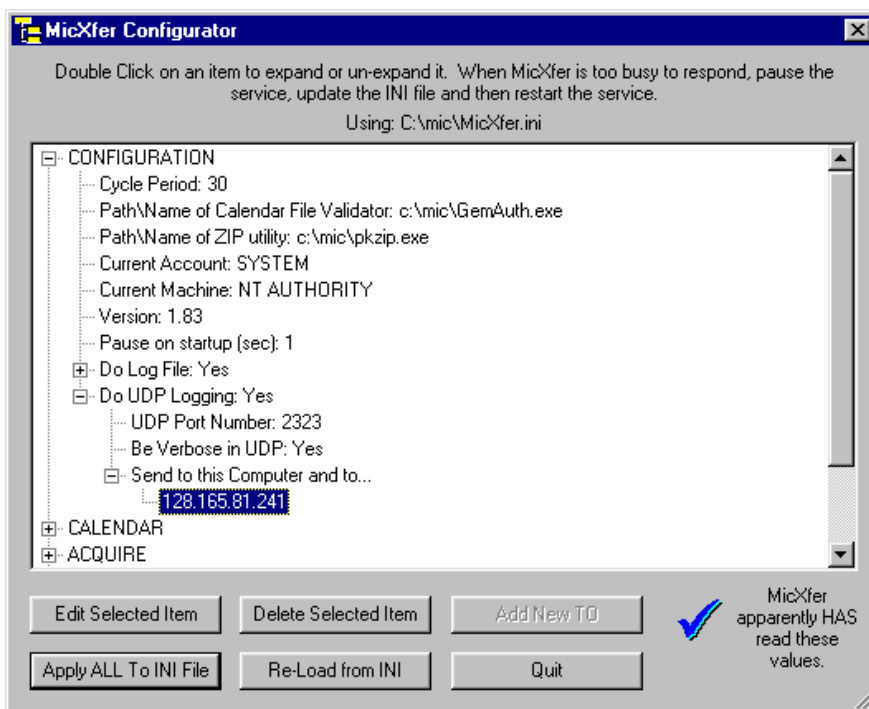 MicXfer Configurator
Double Click on an item to expand or un-expand it. When MicXfer is too busy to respond, pause the
service, update the INI file and then restart the service.
Using: C:\mic\MicXfer.ini
CONFIGURATION
Cycle Period: 30
Path\Name of Calendar File Validator: c:\mic\GemAuth.exe
Path\Name of ZIP utility: c:\mic\pkzip.exe
Current Account: SYSTEM
Current Machine: NT AUTHORITY
Version: 1.83
Pause on startup (sec): 1
Do Log File: Yes
Do UDP Logging: Yes
UDP Port Number: 2323
Be Verbose in UDP: Yes
Send to this Computer and to...
128.165.81.241
CALENDAR
ACQUIRE
Edit Selected Item
Delete Selected Item
Add New TO
Apply ALL To INI File
Re-Load from INI
Quit
MicXfer
apparently HAS
read these
values.